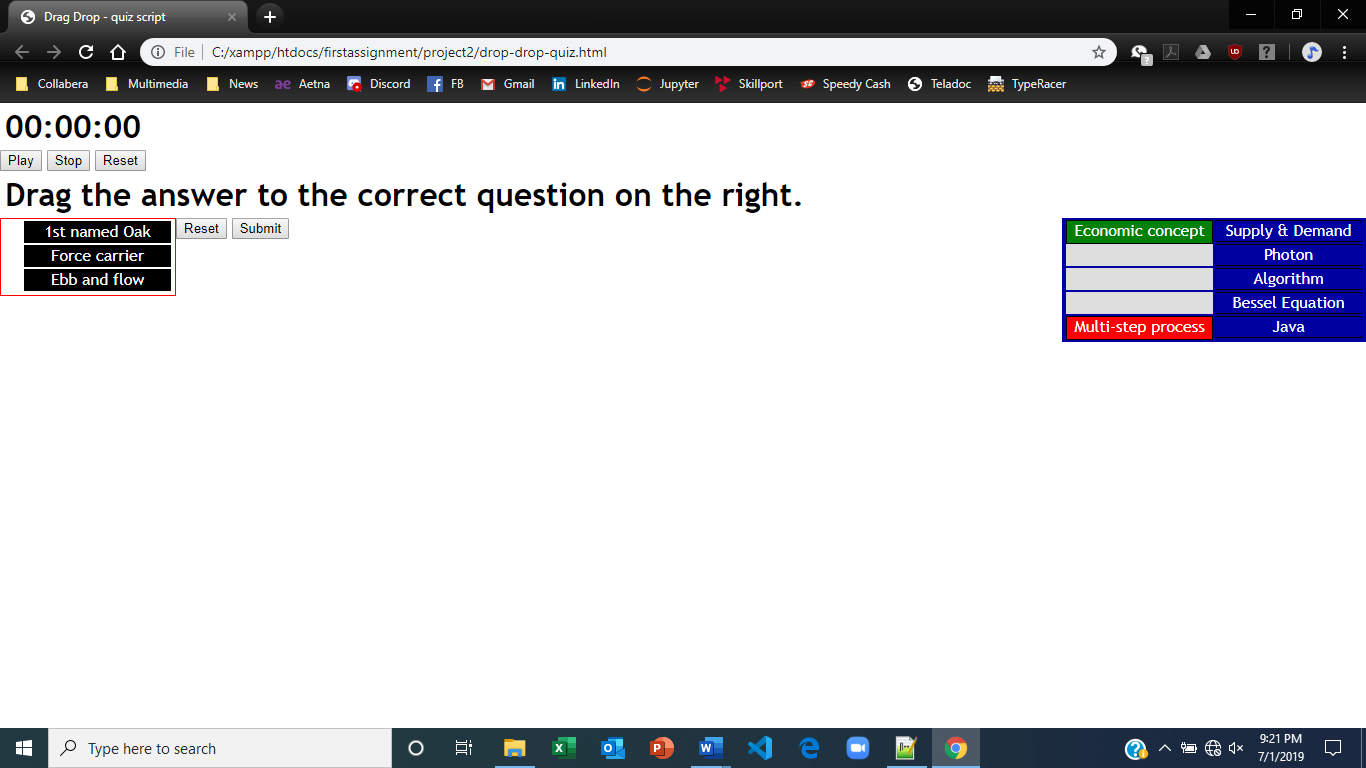 Drag Drop - quiz script
File C:/xampp/htdocs/firstassignment/project2/drop-drop-quiz.html
Collabera Multimedia News ae Aetna Discord FB Gmail LinkedIn Jupyter Skillport Speedy Cash Teladoc TypeRacer
00:00:00
Play Stop Reset
Drag the answer to the correct question on the right.
1st named Oak Reset Submit
Force carrier
Ebb and flow
Economic concept Supply & Demand
Photon
Algorithm
Bessel Equation
Multi-step process Java
Type here to search
9:21 PM
7/1/2019